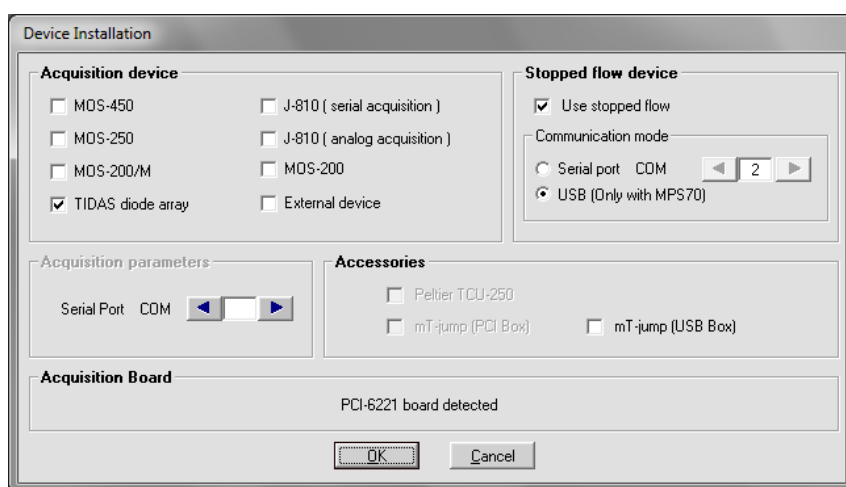 Device Installation
Acquisition device
MOS-450
J-810 ( serial acquisition )
MOS-250
J-810 ( analog acquisition )
MOS-200/M
MOS-200
TIDAS diode array
External device
Stopped flow device
Use stopped flow
Communication mode
Serial port COM 2
USB (Only with MPS70)
Acquisition parameters
Serial Port COM
Accessories
Peltier TCU-250
mT-jump (PCI Box)
mT-jump (USB Box)
Acquisition Board
PCI-6221 board detected
OK
Cancel